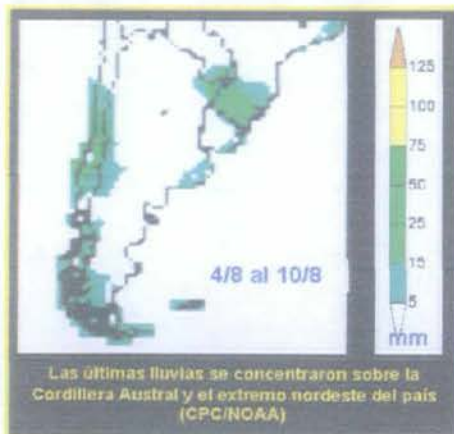 125
100
75
50
25
15
5
mm
4/8 al 10/8
Las últimas lluvias se concentraron sobre la
Cordillera Austral y el extremo nordeste del país
(CPC/NOAA)